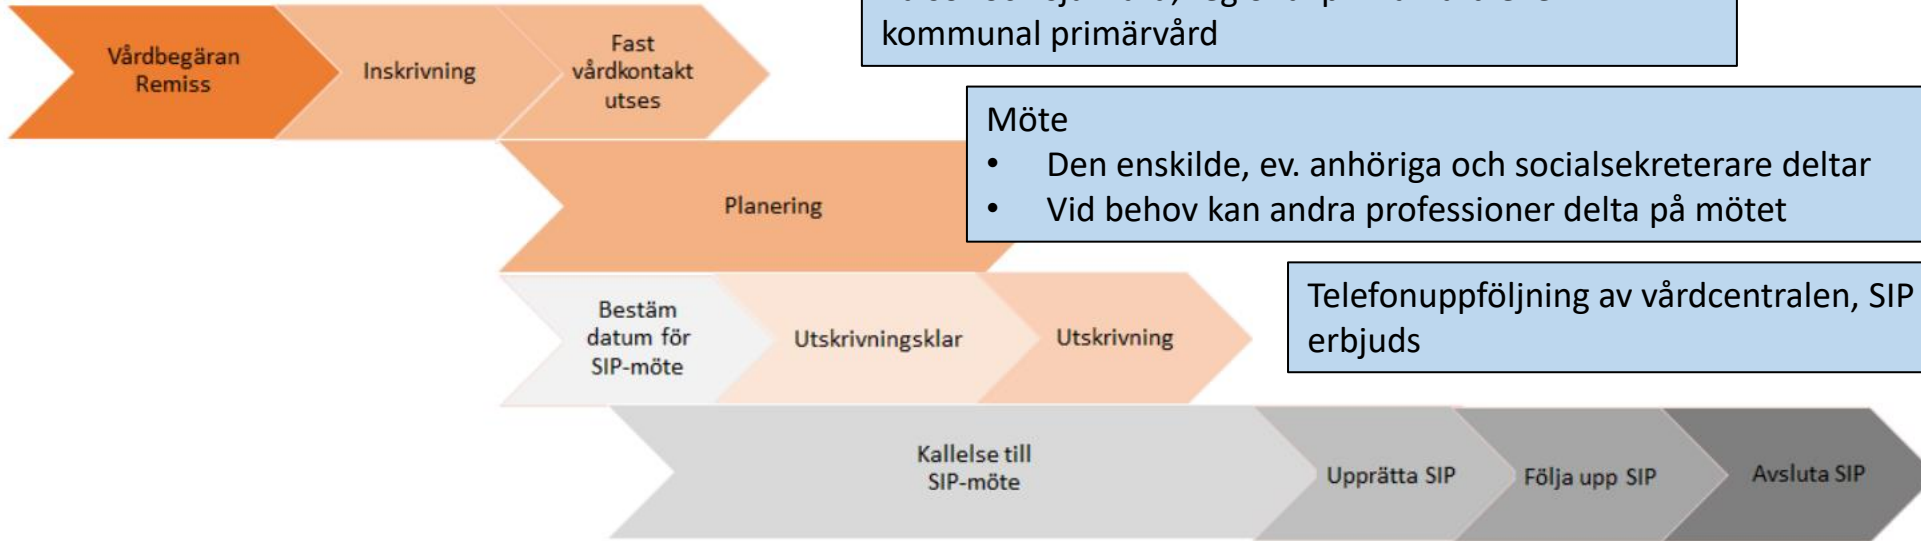 kommunal primärvård
Vårdbegäran
Remiss
Inskrivning
Fast
vårdkontakt
utses
Möte
• Den enskilde, ev. anhöriga och socialsekreterare deltar
• Vid behov kan andra professioner delta på mötet
Planering
Bestäm
datum för
SIP-möte
Utskrivningsklar
Utskrivning
Telefonuppföljning av vårdcentralen, SIP
erbjuds
Kallelse till
SIP-möte
Upprätta SIP
Följa upp SIP
Avsluta SIP